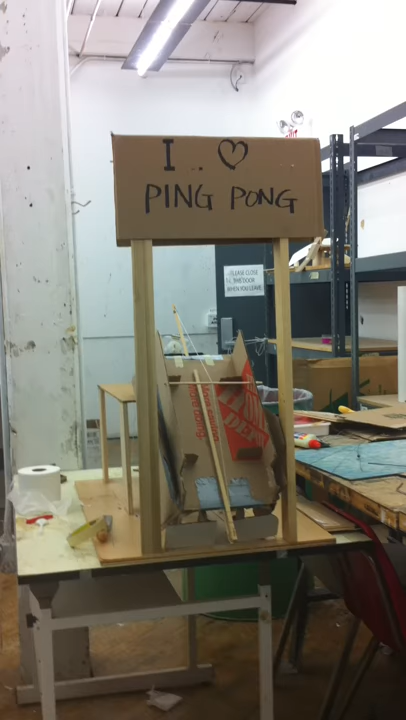 I .. ♡
PING PONG
PLEASE CLOSE
THE DOOR
WHEN YOU LEAVE